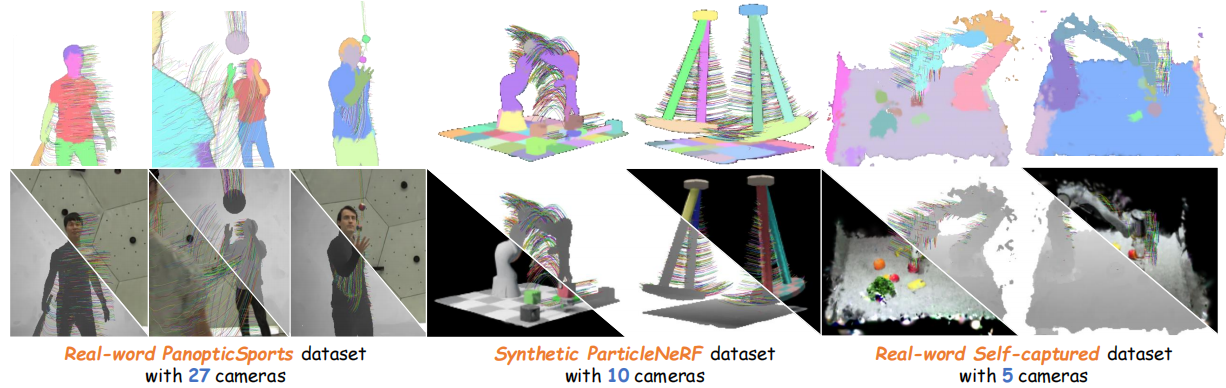 Real-word PanopticSports dataset
with 27 cameras
Synthetic ParticleNeRF dataset
with 10 cameras
Real-word Self-captured dataset
with 5 cameras